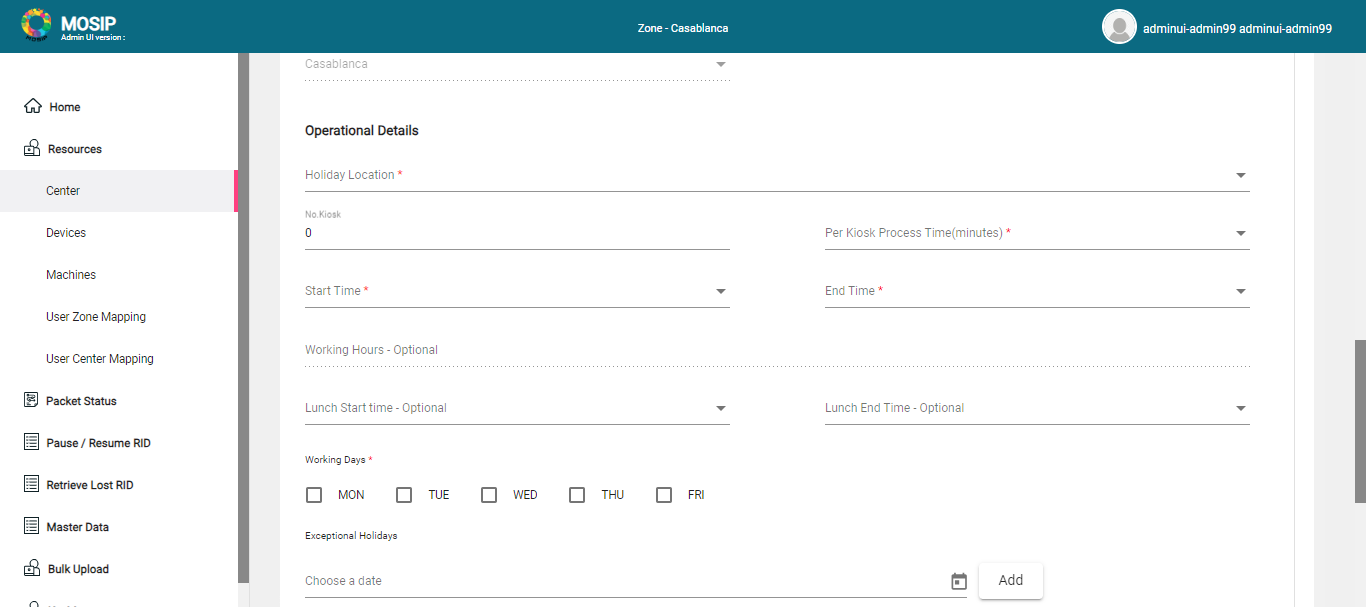 MOSIP
MOSIP
Admin UI version :
Zone - Casablanca
adminui-admin99 adminui-admin99
Home
Resources
Center
Devices
Machines
User Zone Mapping
User Center Mapping
Packet Status
Pause / Resume RID
Retrieve Lost RID
Master Data
Bulk Upload
Casablanca
Operational Details
Holiday Location *
No.Kiosk
0
Per Kiosk Process Time(minutes) *
Start Time *
End Time *
Working Hours - Optional
Lunch Start time - Optional
Lunch End Time - Optional
Working Days *
MON TUE WED THU FRI
Exceptional Holidays
Choose a date
Add